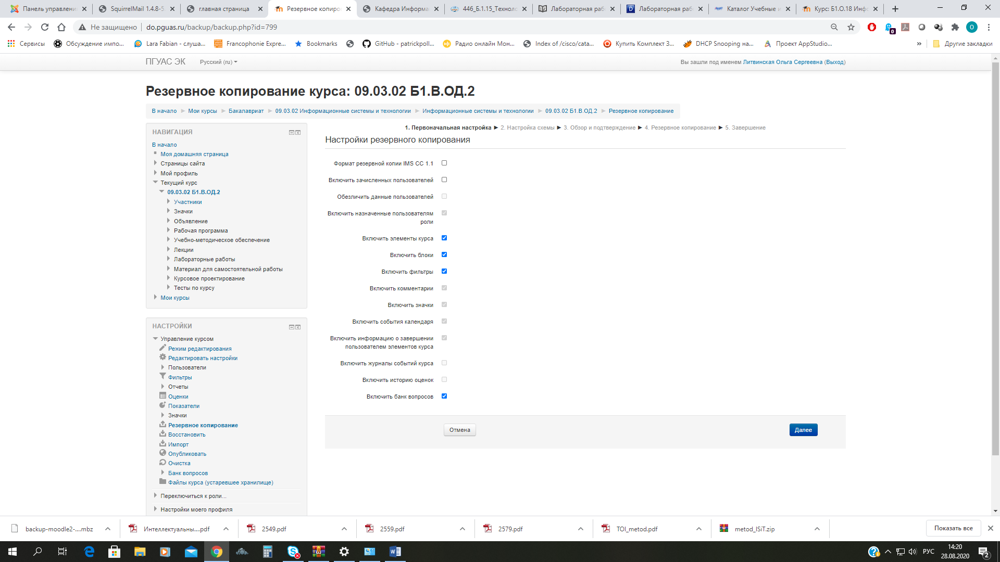 Панель управлени
SquirrelMail 1.4.8-5
главная страница
Резервное копиро
Кафедра Информа
446_Б.1.15_Техноло
Лабораторная раб
Лабораторная раб
Каталог Учебные и
Курс: Б1.О.18 Инфо
Не защищено
do.pguas.ru/backup/backup.php?id=799
0
О
Сервисы
Обсуждение импо...
Lara Fabian - слуша...
Francophonie Expre...
Bookmarks
GitHub - patrickpoll...
Радио онлайн Мон...
Index of /cisco/cata...
Купить Комплект З...
DHCP Snooping на...
Проект AppStudio...
»
Другие закладки
ПГУАС ЭК
Русский (ru)
Вы зашли под именем Литвинская Ольга Сергеевна (Выход)
Резервное копирование курса: 09.03.02 Б1.В.ОД.2
В начало ► Мои курсы ► Бакалавриат ► 09.03.02 Информационные системы и технологии ► Информационные системы и технологии ► 09.03.02 Б1.В.ОД.2 ► Резервное копирование
НАВИГАЦИЯ
В начало
Моя домашняя страница
Страницы сайта
Мой профиль
Текущий курс
09.03.02 Б1.В.ОД.2
Участники
Значки
Объявление
Рабочая программа
Учебно-методическое обеспечение
Лекции
Лабораторные работы
Материал для самостоятельной работы
Курсовое проектирование
Тесты по курсу
Мои курсы
НАСТРОЙКИ
Управление курсом
Режим редактирования
Редактировать настройки
Пользователи
Фильтры
Отчеты
Оценки
Показатели
Значки
Резервное копирование
Восстановить
Импорт
Опубликовать
Очистка
Банк вопросов
Файлы курса (устаревшее хранилище)
Переключиться к роли...
Настройки моего профиля
1. Первоначальная настройка ► 2. Настройка схемы ► 3. Обзор и подтверждение ► 4. Резервное копирование ► 5. Завершение
Настройки резервного копирования
Формат резервной копии IMS CC 1.1
Включить зачисленных пользователей
Обезличить данные пользователей
Включить назначенные пользователям
роли
Включить элементы курса
Включить блоки
Включить фильтры
Включить комментарии
Включить значки
Включить события календаря
Включить информацию о завершении
пользователем элементов курса
Включить журналы событий курса
Включить историю оценок
Включить банк вопросов
Отмена
Далее
backup-moodle2-....mbz
Интеллектуальны....pdf
2549.pdf
2559.pdf
2579.pdf
TOI_metod.pdf
metod_ISiT.zip
Показать все
РУС
14:20
28.08.2020
2